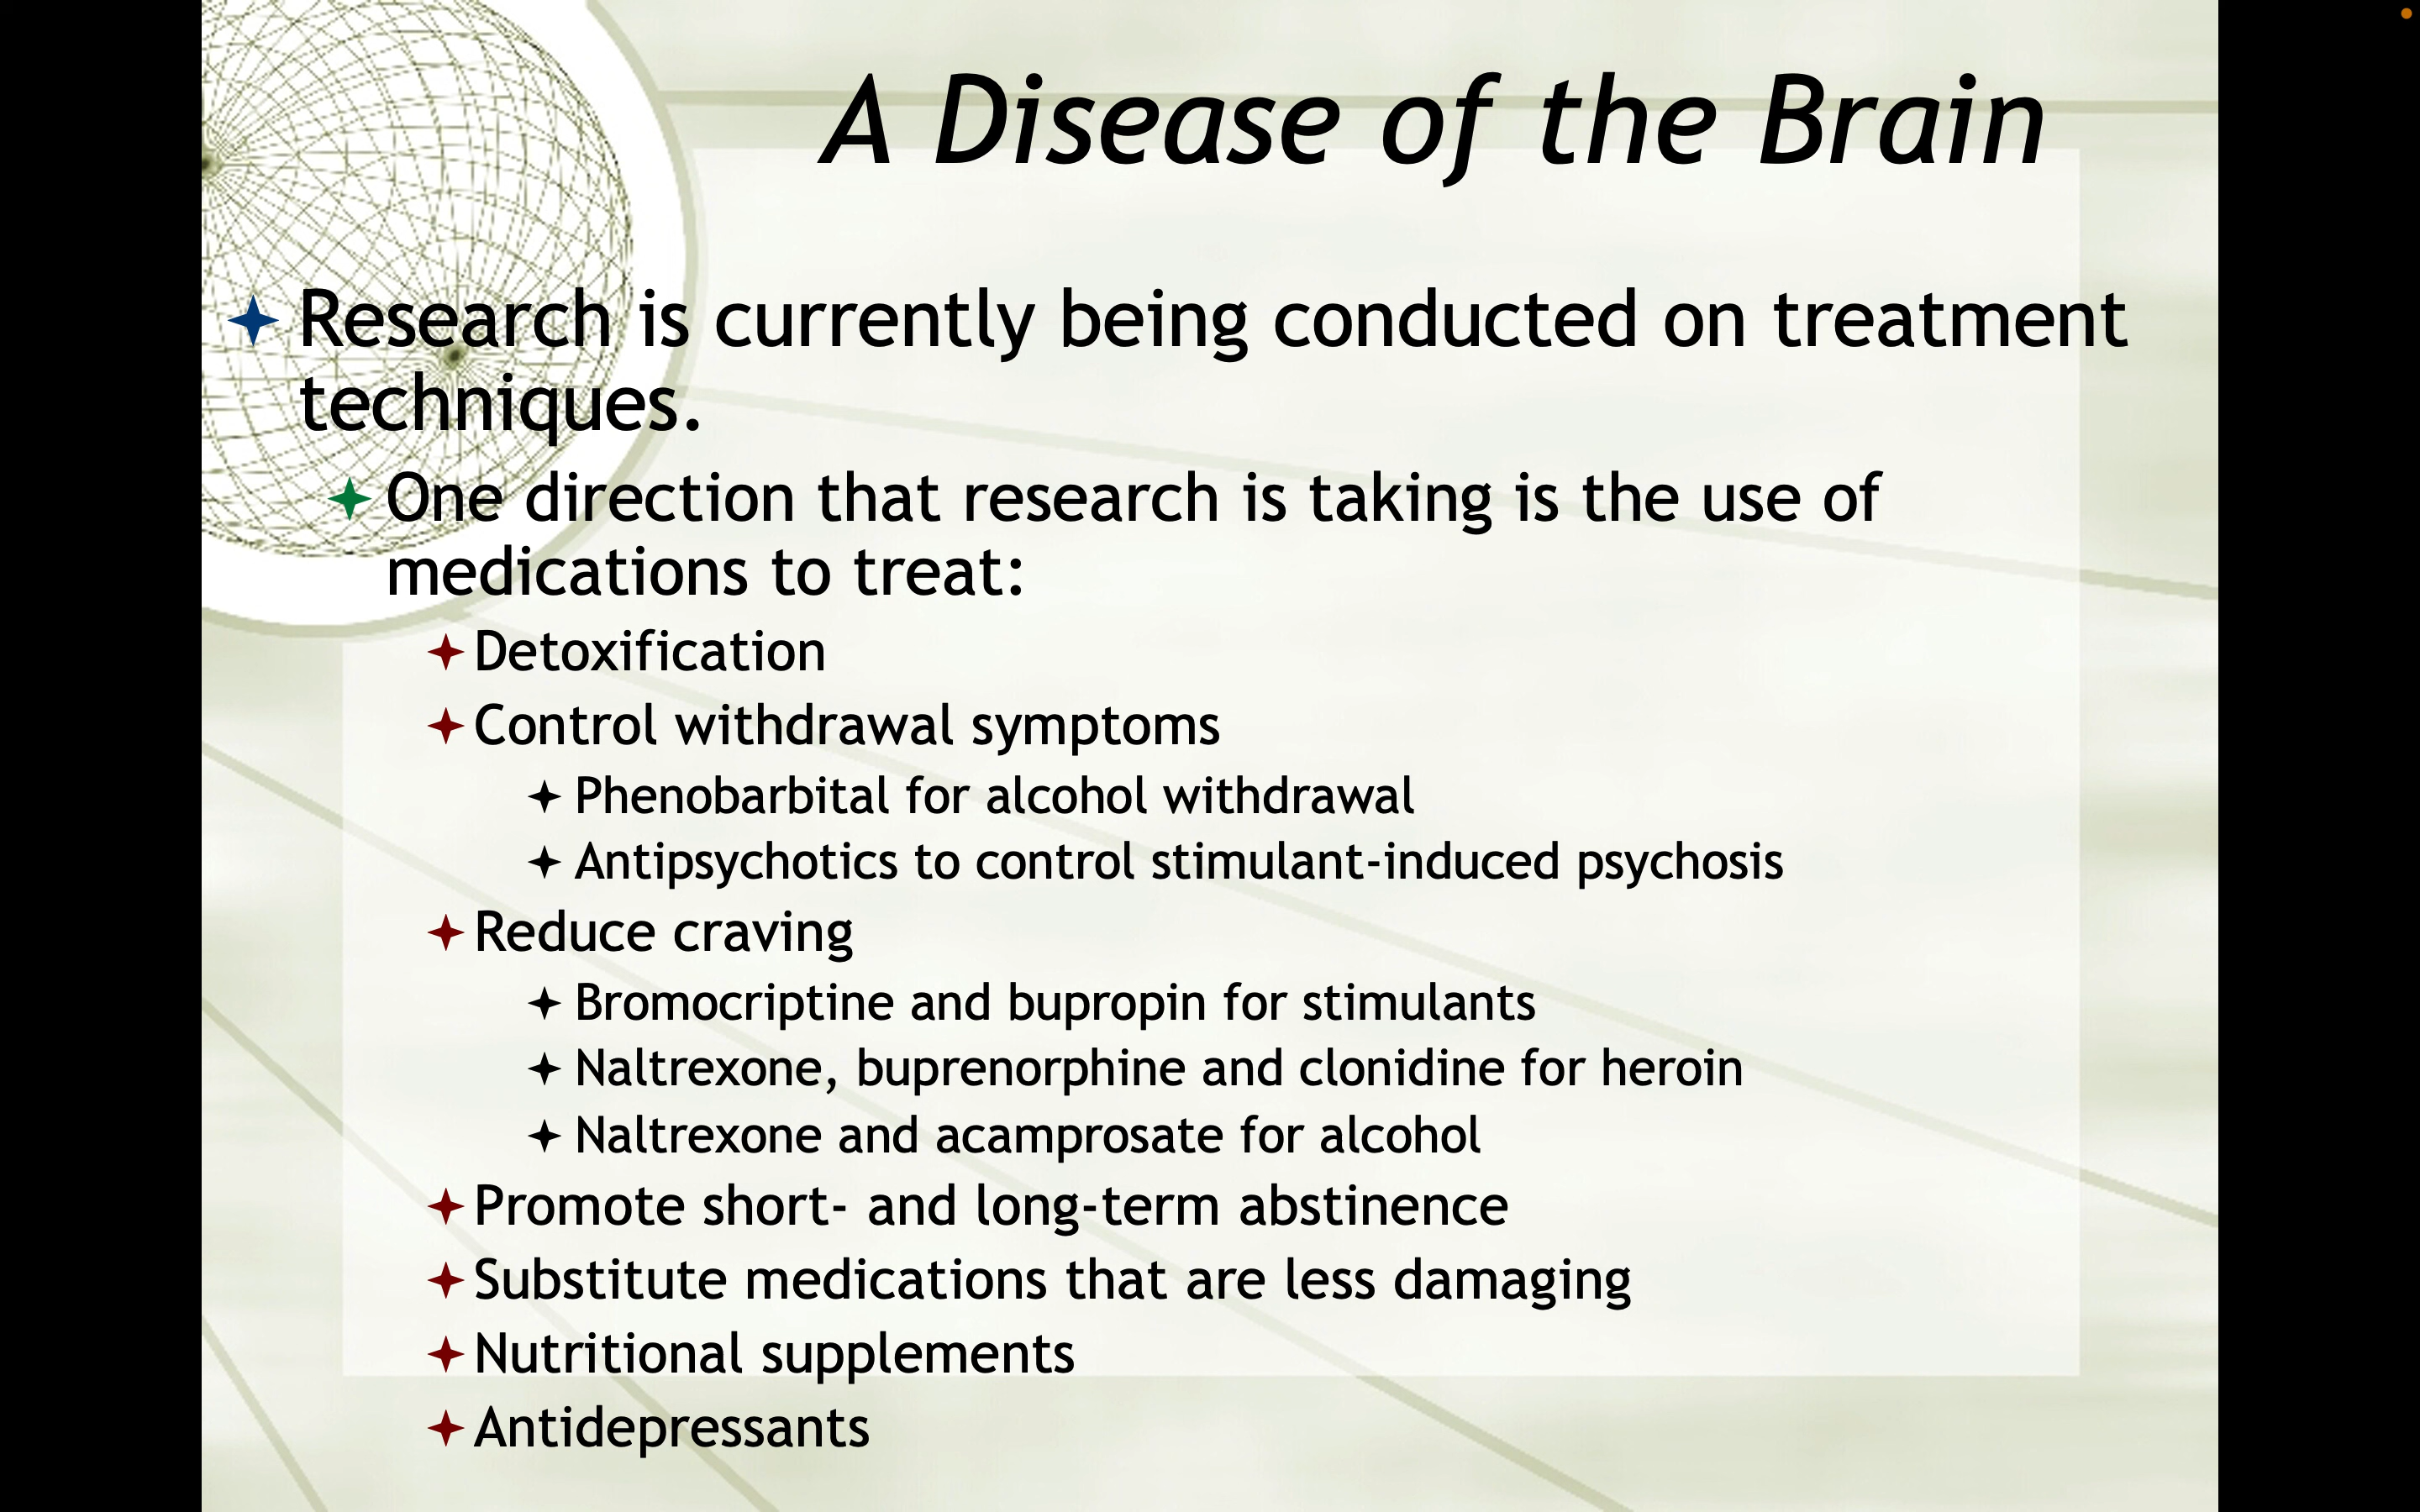 A Disease of the Brain
Research is currently being conducted on treatment
techniques.
One direction that research is taking is the use of
medications to treat:
Detoxification
Control withdrawal symptoms
Phenobarbital for alcohol withdrawal
Antipsychotics to control stimulant-induced psychosis
Reduce craving
Bromocriptine and bupropin for stimulants
Naltrexone, buprenorphine and clonidine for heroin
Naltrexone and acamprosate for alcohol
Promote short- and long-term abstinence
Substitute medications that are less damaging
Nutritional supplements
Antidepressants